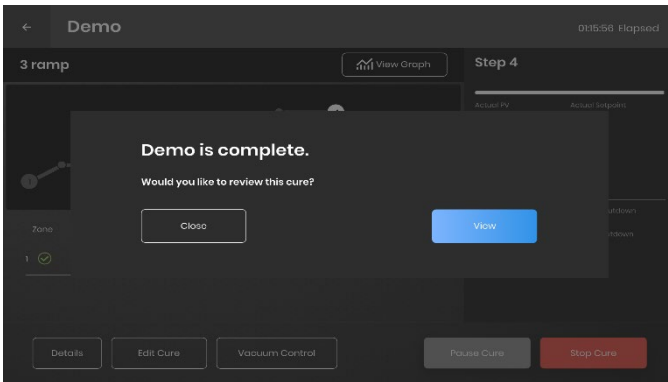 ← Demo
01:15:56 Elapsed
3 ramp
View Graph
Step 4
Actual PV
Actual Setpoint
Demo is complete.
Would you like to review this cure?
Close
View
Zone
1
Details
Edit Cure
Vacuum Control
Pause Cure
Stop Cure